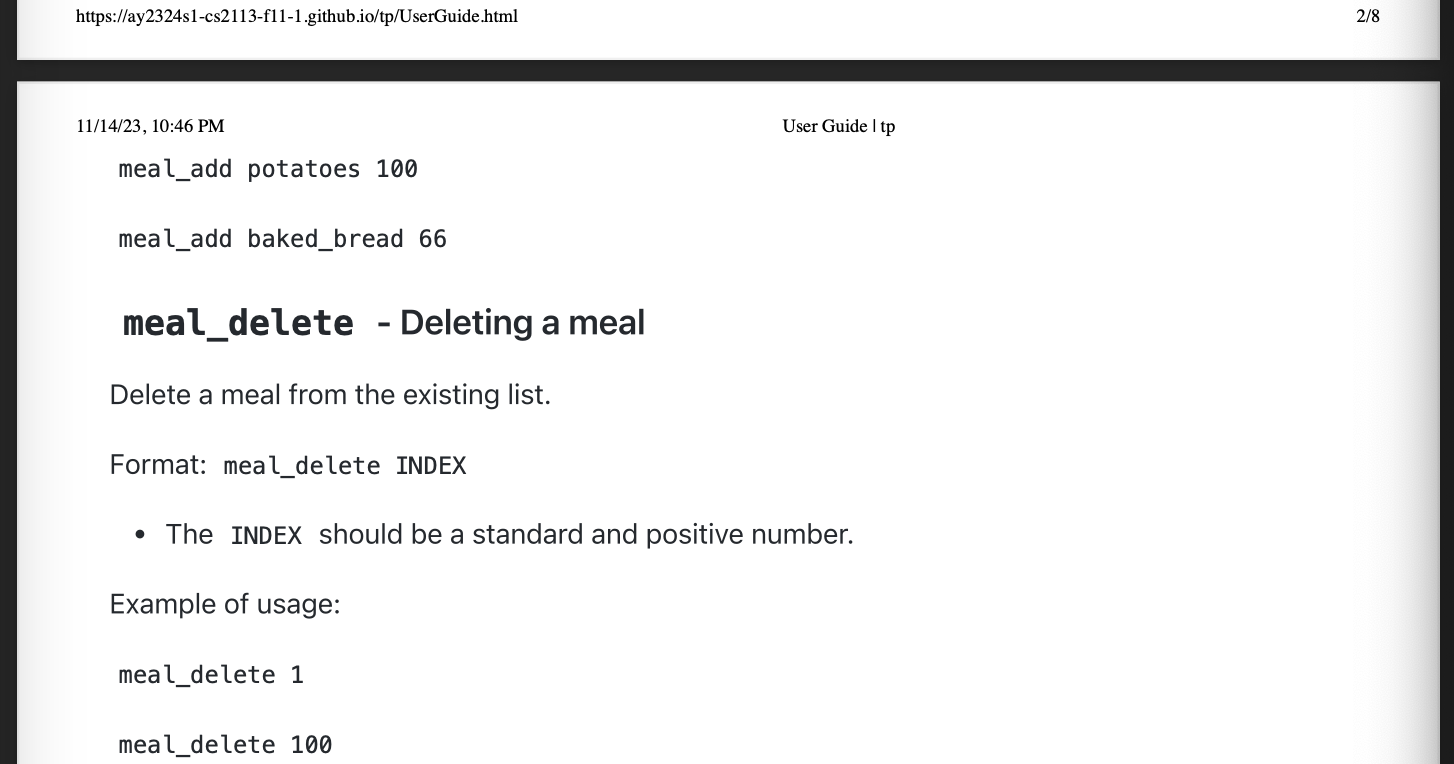 https://ay2324s1-cs2113-f11-1.github.io/tp/UserGuide.html 2/8
11/14/23, 10:46 PM User Guide | tp
meal_add potatoes 100
meal_add baked_bread 66
meal_delete - Deleting a meal
Delete a meal from the existing list.
Format: meal_delete INDEX
• The INDEX should be a standard and positive number.
Example of usage:
meal_delete 1
meal_delete 100